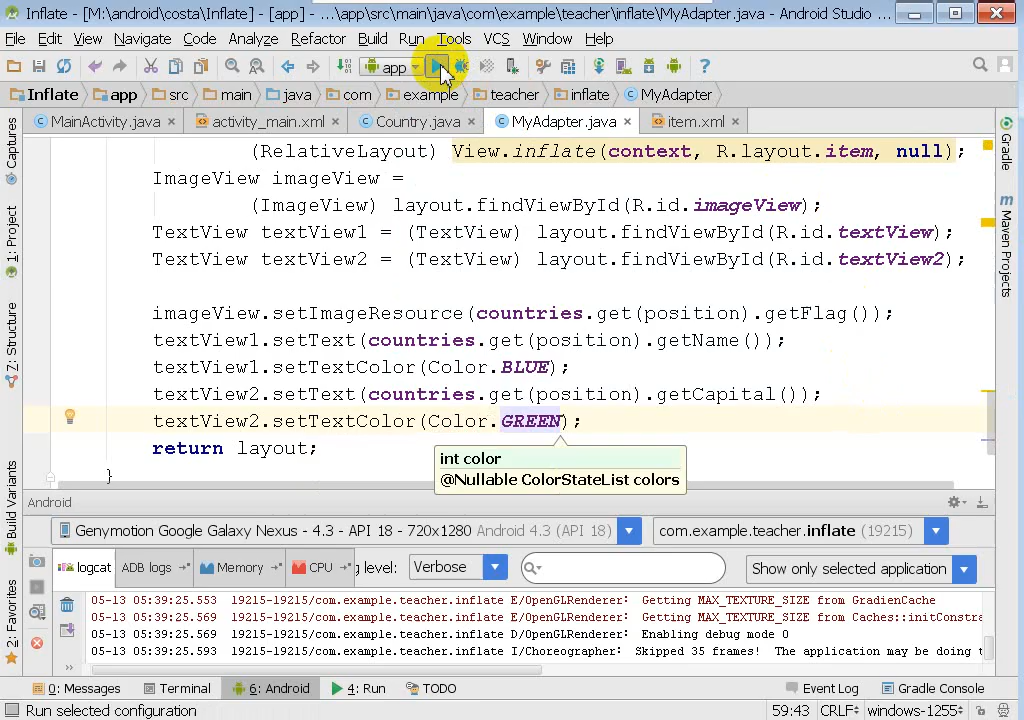 Inflate - [M:\android\costa\Inflate] - [app] - ...\app\src\main\java\com\example\teacher\inflate\MyAdapter.java - Android Studio ...
File Edit View Navigate Code Analyze Refactor Build Run Tools VCS Window Help
app
Inflate app src main java com example teacher inflate MyAdapter
MainActivity.java activity_main.xml Country.java MyAdapter.java item.xml
Captures
1: Project
Z: Structure
Build Variants
2: Favorites
Gradle
Maven Projects
(RelativeLayout) View.inflate(context, R.layout.item, null);
ImageView imageView =
(ImageView) layout.findViewById(R.id.imageView);
TextView textView1 = (TextView) layout.findViewById(R.id.textView);
TextView textView2 = (TextView) layout.findViewById(R.id.textView2);
imageView.setImageResource(countries.get(position).getFlag());
textView1.setText(countries.get(position).getName());
textView1.setTextColor(Color.BLUE);
textView2.setText(countries.get(position).getCapital());
textView2.setTextColor(Color.GREEN);
return layout;
}
int color
@Nullable ColorStateList colors
Android
Genymotion Google Galaxy Nexus - 4.3 - API 18 - 720x1280 Android 4.3 (API 18) com.example.teacher.inflate (19215)
logcat ADB logs Memory CPU g level: Verbose Show only selected application
05-13 05:39:25.553 19215-19215/com.example.teacher.inflate E/OpenGLRenderer: Getting MAX_TEXTURE_SIZE from GradienCache
05-13 05:39:25.569 19215-19215/com.example.teacher.inflate E/OpenGLRenderer: Getting MAX_TEXTURE_SIZE from Caches::initConstra
05-13 05:39:25.569 19215-19215/com.example.teacher.inflate D/OpenGLRenderer: Enabling debug mode 0
05-13 05:39:25.653 19215-19215/com.example.teacher.inflate I/Choreographer: Skipped 35 frames! The application may be doing t
0: Messages Terminal 6: Android 4: Run TODO Event Log Gradle Console
Run selected configuration 59:43 CRLF windows-1255